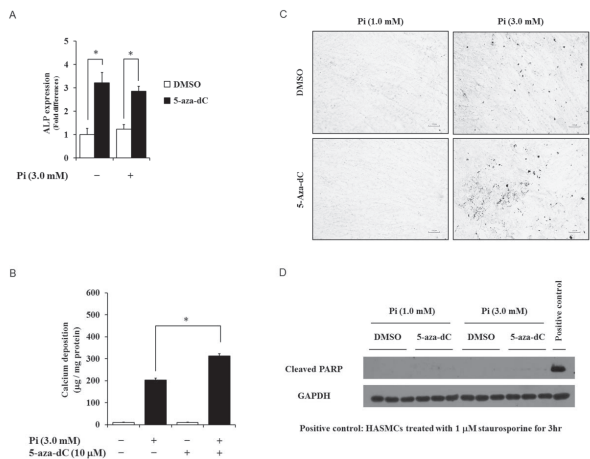 A
ALP expression
(Fold differences)
5
4
3
2
1
0
*
*
DMSO
5-aza-dC
Pi (3.0 mM)
− +
B
Calcium deposition
(μg / mg protein)
600
500
400
300
200
100
0
*
Pi (3.0 mM) − + − +
5-aza-dC (10 μM) − − + +
C
Pi (1.0 mM) Pi (3.0 mM)
DMSO
5-Aza-dC
D
Pi (1.0 mM) Pi (3.0 mM)
Positive control
DMSO 5-aza-dC DMSO 5-aza-dC
Cleaved PARP
GAPDH
Positive control: HASMCs treated with 1 μM staurosporine for 3hr